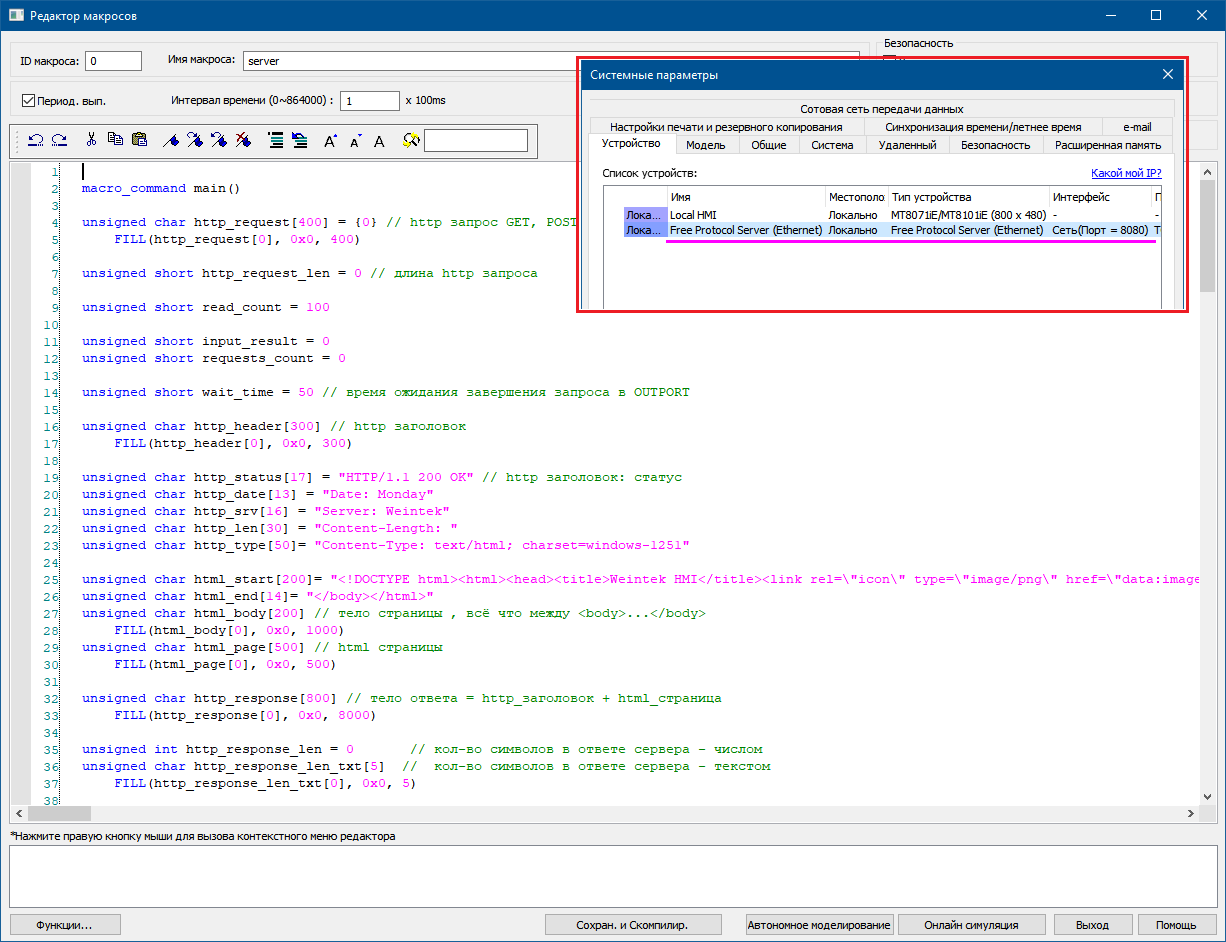 Редактор макросов
ID макроса: 0
Имя макроса: server
Безопасность
Период. вып.
Интервал времени (0~864000) : 1 x 100ms
Системные параметры
Сотовая сеть передачи данных
Настройки печати и резервного копирования Синхронизация времени/летнее время e-mail
Устройство Модель Общие Система Удаленный Безопасность Расширенная память
Список устройств: Какой мой IP?
Имя Местополо Тип устройства Интерфейс П
Лока... Local HMI Локально MT8071iE/MT8101iE (800 x 480) - -
Лока... Free Protocol Server (Ethernet) Локально Free Protocol Server (Ethernet) Сеть(Порт = 8080) T
1
2 macro_command main()
3
4 unsigned char http_request[400] = {0} // http запрос GET, POST
5 FILL(http_request[0], 0x0, 400)
6
7 unsigned short http_request_len = 0 // длина http запроса
8
9 unsigned short read_count = 100
10
11 unsigned short input_result = 0
12 unsigned short requests_count = 0
13
14 unsigned short wait_time = 50 // время ожидания завершения запроса в OUTPORT
15
16 unsigned char http_header[300] // http заголовок
17 FILL(http_header[0], 0x0, 300)
18
19 unsigned char http_status[17] = "HTTP/1.1 200 OK" // http заголовок: статус
20 unsigned char http_date[13] = "Date: Monday"
21 unsigned char http_srv[16] = "Server: Weintek"
22 unsigned char http_len[30] = "Content-Length: "
23 unsigned char http_type[50]= "Content-Type: text/html; charset=windows-1251"
24
25 unsigned char html_start[200]= "<!DOCTYPE html><html><head><title>Weintek HMI</title><link rel=\"icon\" type=\"image/png\" href=\"data:image
26 unsigned char html_end[14]= "</body></html>"
27 unsigned char html_body[200] // тело страницы , всё что между <body>...</body>
28 FILL(html_body[0], 0x0, 1000)
29 unsigned char html_page[500] // html страницы
30 FILL(html_page[0], 0x0, 500)
31
32 unsigned char http_response[800] // тело ответа = http_заголовок + html_страница
33 FILL(http_response[0], 0x0, 8000)
34
35 unsigned int http_response_len = 0 // кол-во символов в ответе сервера - числом
36 unsigned char http_response_len_txt[5] // кол-во символов в ответе сервера - текстом
37 FILL(http_response_len_txt[0], 0x0, 5)
38
*Нажмите правую кнопку мыши для вызова контекстного меню редактора
Функции... Сохран. и Скомпилир. Автономное моделирование Онлайн симуляция Выход Помощь